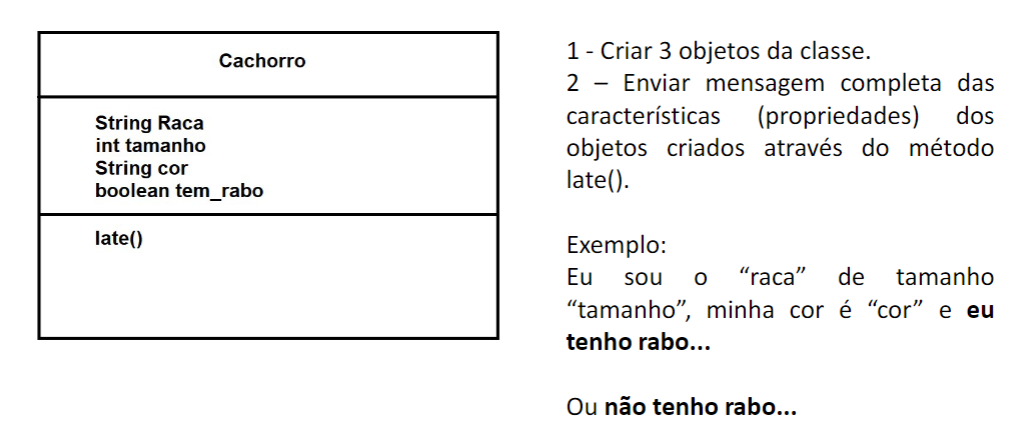 Cachorro
String Raca
int tamanho
String cor
boolean tem_rabo
late()
1 - Criar 3 objetos da classe.
2 – Enviar mensagem completa das
características (propriedades) dos
objetos criados através do método
late().
Exemplo:
Eu sou o “raca” de tamanho
“tamanho”, minha cor é “cor” e eu
tenho rabo...
Ou não tenho rabo...